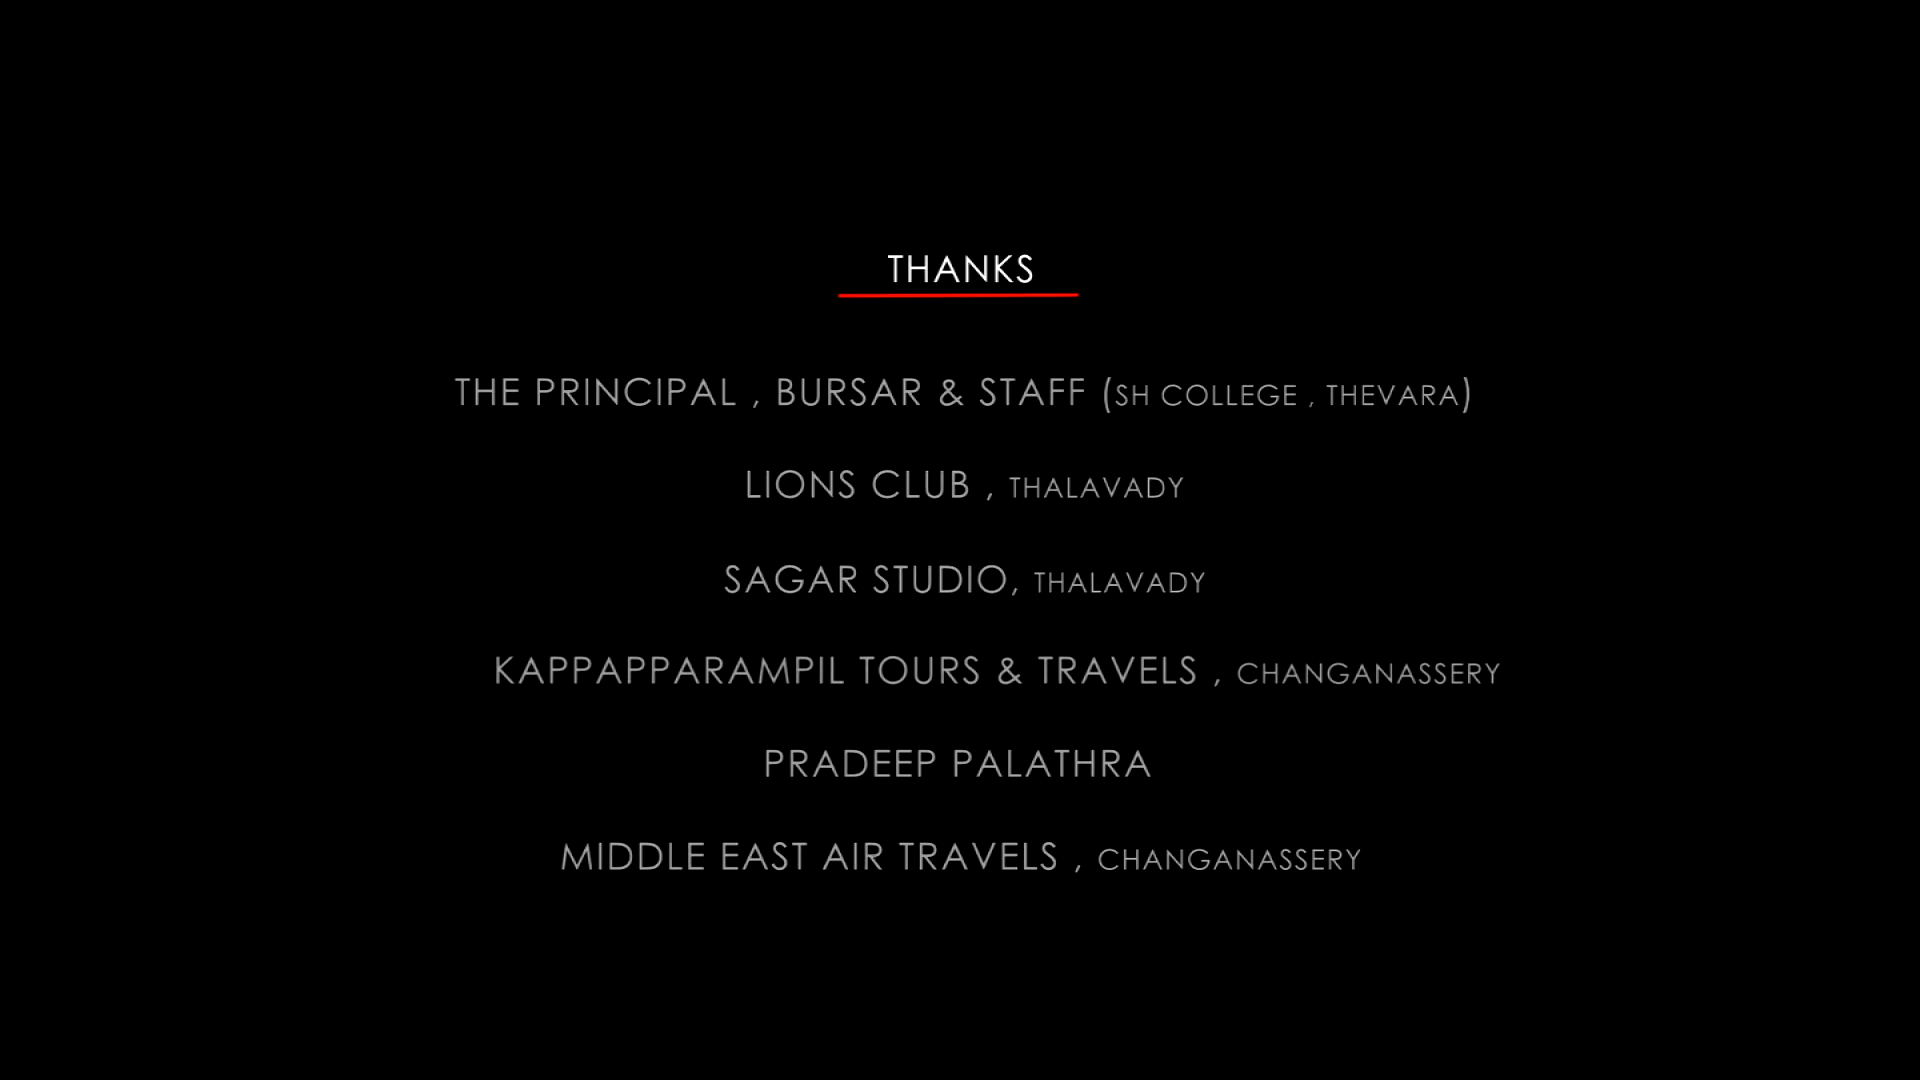 THANKS
THE PRINCIPAL , BURSAR & STAFF (SH COLLEGE , THEVARA)
LIONS CLUB , THALAVADY
SAGAR STUDIO, THALAVADY
KAPPAPPARAMPIL TOURS & TRAVELS , CHANGANASSERY
PRADEEP PALATHRA
MIDDLE EAST AIR TRAVELS , CHANGANASSERY